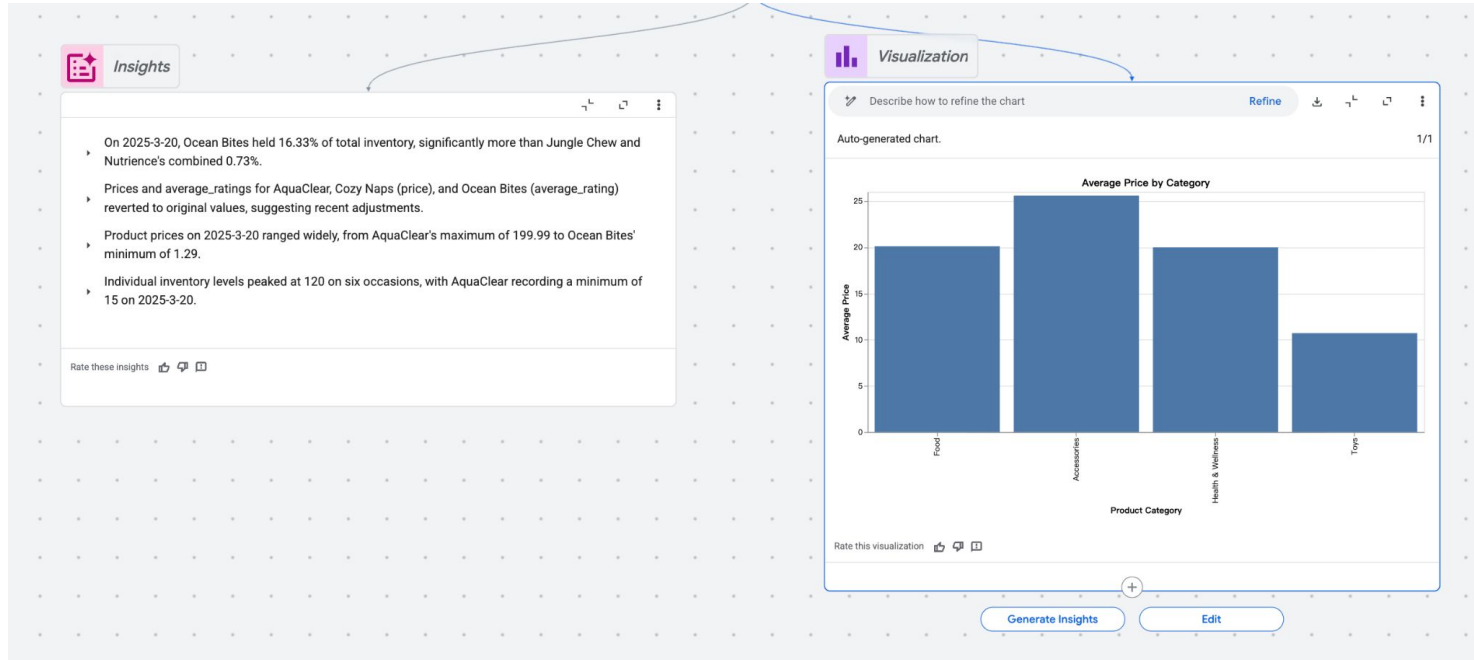 Insights
On 2025-3-20, Ocean Bites held 16.33% of total inventory, significantly more than Jungle Chew and
Nutrience's combined 0.73%.
Prices and average_ratings for AquaClear, Cozy Naps (price), and Ocean Bites (average_rating)
reverted to original values, suggesting recent adjustments.
Product prices on 2025-3-20 ranged widely, from AquaClear's maximum of 199.99 to Ocean Bites'
minimum of 1.29.
Individual inventory levels peaked at 120 on six occasions, with AquaClear recording a minimum of
15 on 2025-3-20.
Rate these insights
Visualization
Describe how to refine the chart
Refine
Auto-generated chart.
1/1
Average Price by Category
Average Price
25
20
15
10
5
0
Food
Accessories
Health & Wellness
Toys
Product Category
Rate this visualization
Generate Insights
Edit